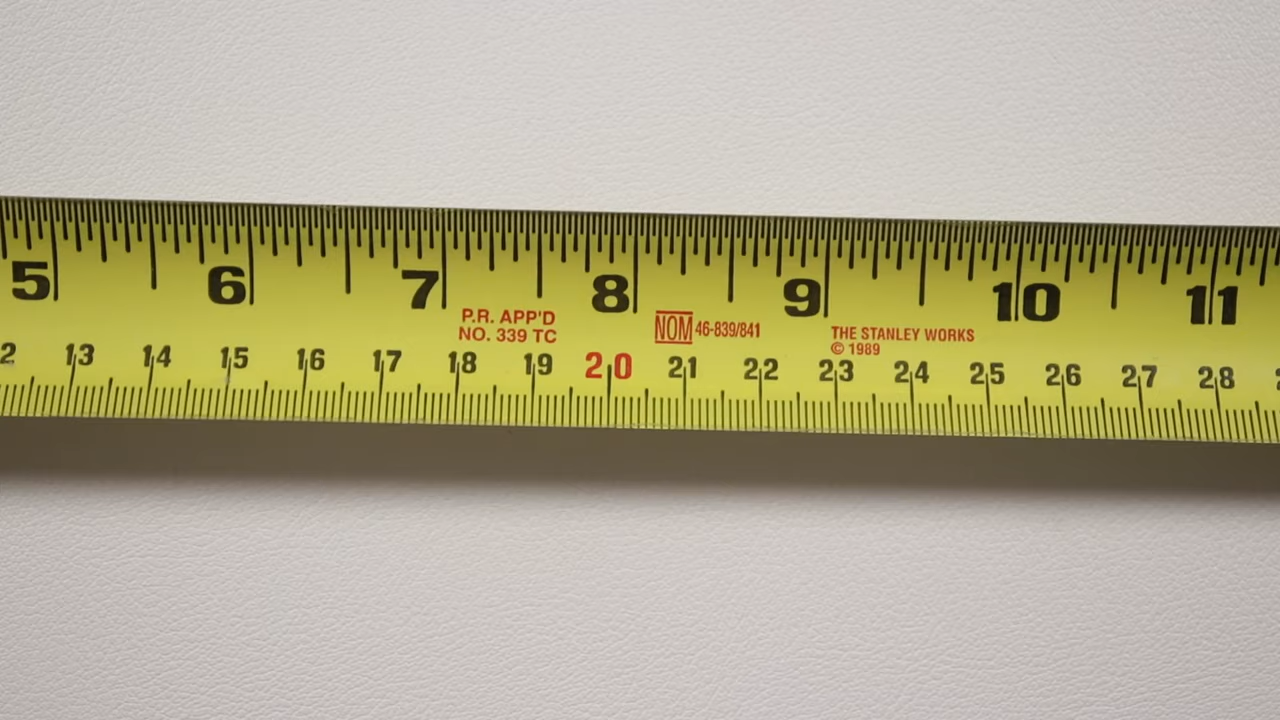 5 6 7 8 9 10 11
P.R. APP'D
NO. 339 TC
NOM 46-839/841
THE STANLEY WORKS
© 1989
2 13 14 15 16 17 18 19 20 21 22 23 24 25 26 27 28